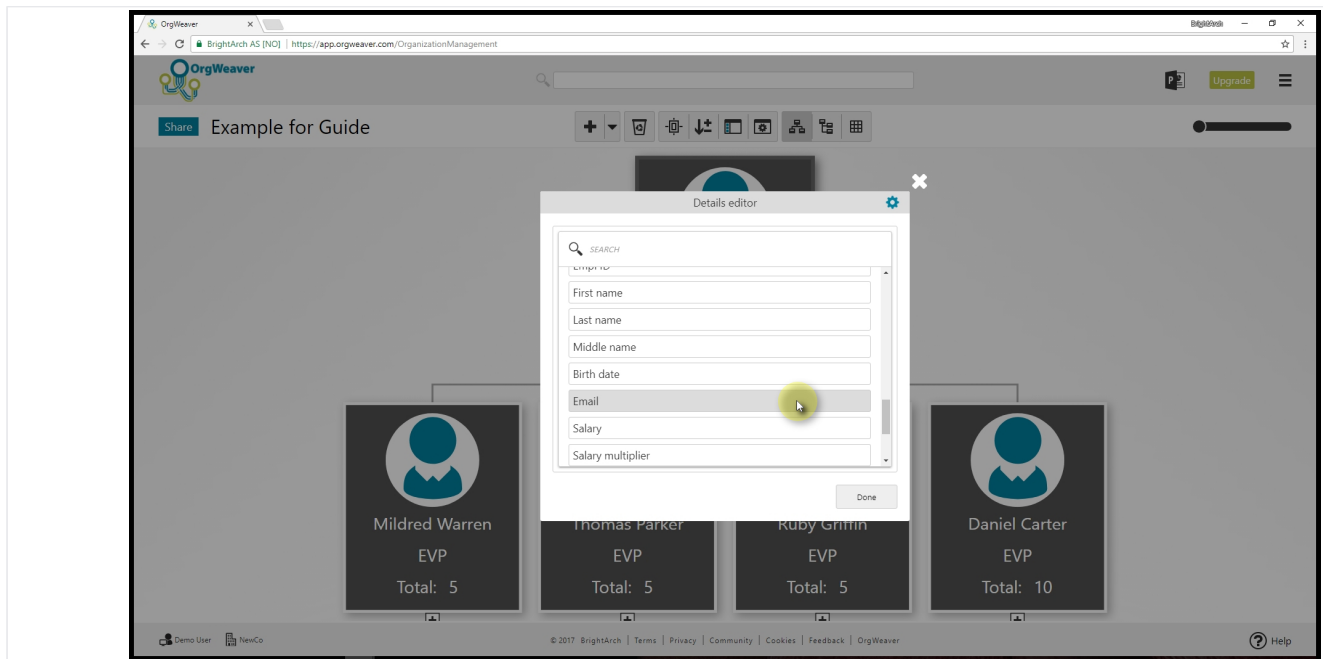 OrgWeaver
BrightArch
BrightArch AS [NO] | https://app.orgweaver.com/OrganizationManagement
OrgWeaver
Upgrade
Share Example for Guide
Details editor
SEARCH
Empl ID
First name
Last name
Middle name
Birth date
Email
Salary
Salary multiplier
Done
Mildred Warren
EVP
Total: 5
Thomas Parker
EVP
Total: 5
Ruby Griffin
EVP
Total: 5
Daniel Carter
EVP
Total: 10
Demo User NewCo
© 2017 BrightArch | Terms | Privacy | Community | Cookies | Feedback | OrgWeaver
Help